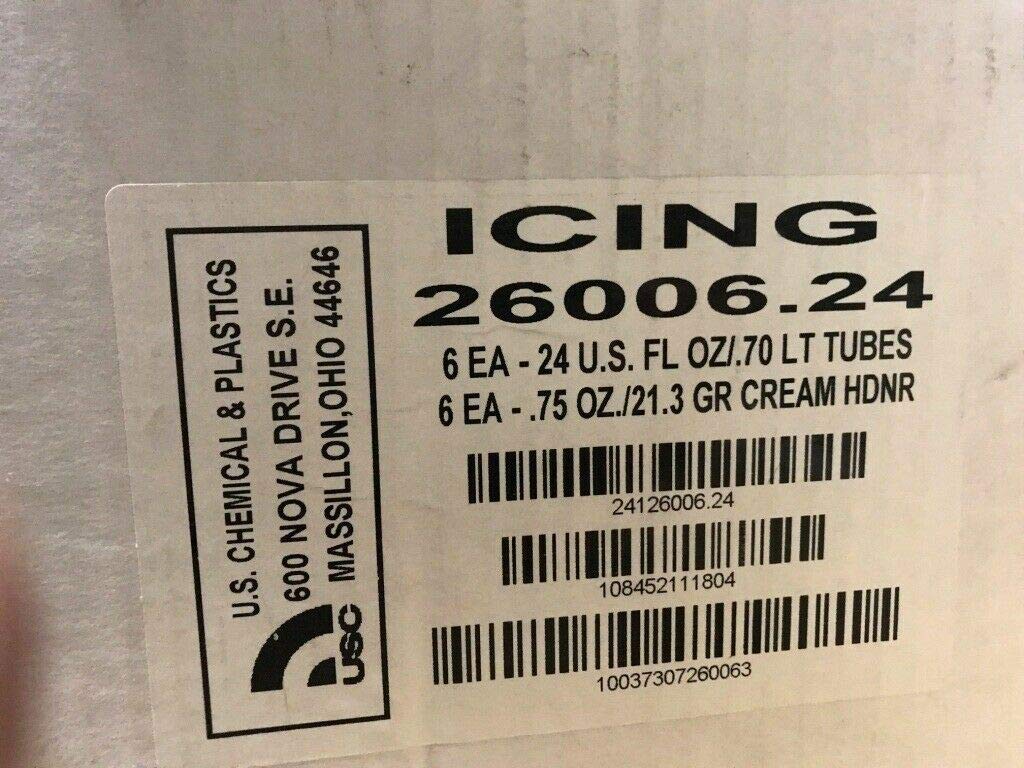 ICING
26006.24
6 EA - 24 U.S. FL OZ/.70 LT TUBES
6 EA - .75 OZ./21.3 GR CREAM HDNR
24126006.24
108452111804
10037307260063
U.S. CHEMICAL & PLASTICS
600 NOVA DRIVE S.E.
MASSILLON,OHIO 44646
USC